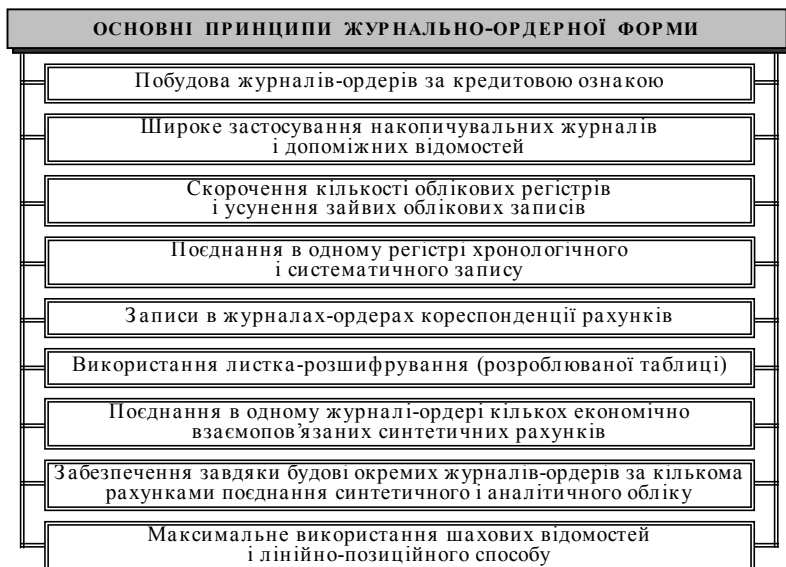 ОСНОВНІ ПРИНЦИПИ ЖУРНАЛЬНО-ОРДЕРНОЇ ФОРМИ
Побудова журналів-ордерів за кредитовою ознакою
Широке застосування накопичувальних журналів
і допоміжних відомостей
Скорочення кількості облікових регістрів
і усунення зайвих облікових записів
Поєднання в одному регістрі хронологічного
і систематичного запису
Записи в журналах-ордерах кореспонденції рахунків
Використання листка-розшифрування (розроблюваної таблиці)
Поєднання в одному журналі-ордері кількох економічно
взаємопов’язаних синтетичних рахунків
Забезпечення завдяки будові окремих журналів-ордерів за кількома
рахунками поєднання синтетичного і аналітичного обліку
Максимальне використання шахових відомостей
і лінійно-позиційного способу